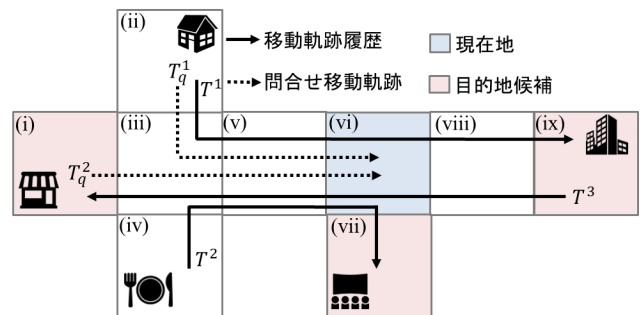 (ii)
移動軌跡履歴
現在地
T_q^1
T^1
問合せ移動軌跡
目的地候補
(i)
(iii)
(v)
(vi)
(viii)
(ix)
T_q^2
T^3
(iv)
(vii)
T^2